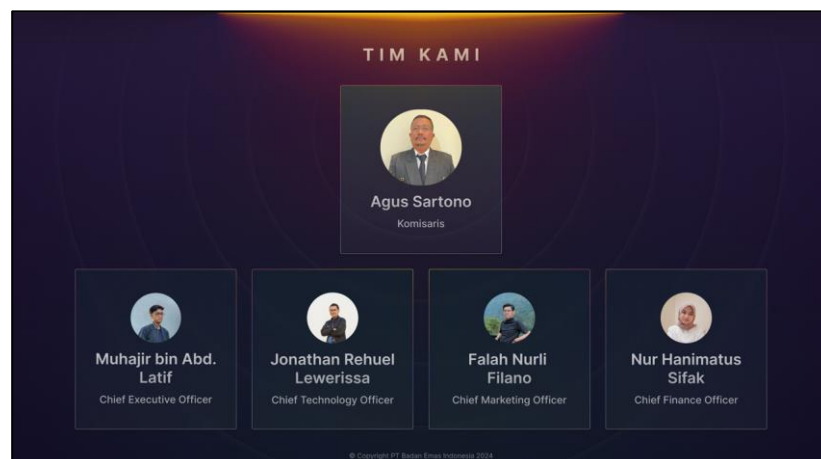 TIM KAMI
Agus Sartono
Komisaris
Muhajir bin Abd.
Latif
Chief Executive Officer
Jonathan Rehuel
Lewerissa
Chief Technology Officer
Falah Nurli
Filano
Chief Marketing Officer
Nur Hanimatus
Sifak
Chief Finance Officer
© Copyright PT Badan Emas Indonesia 2024